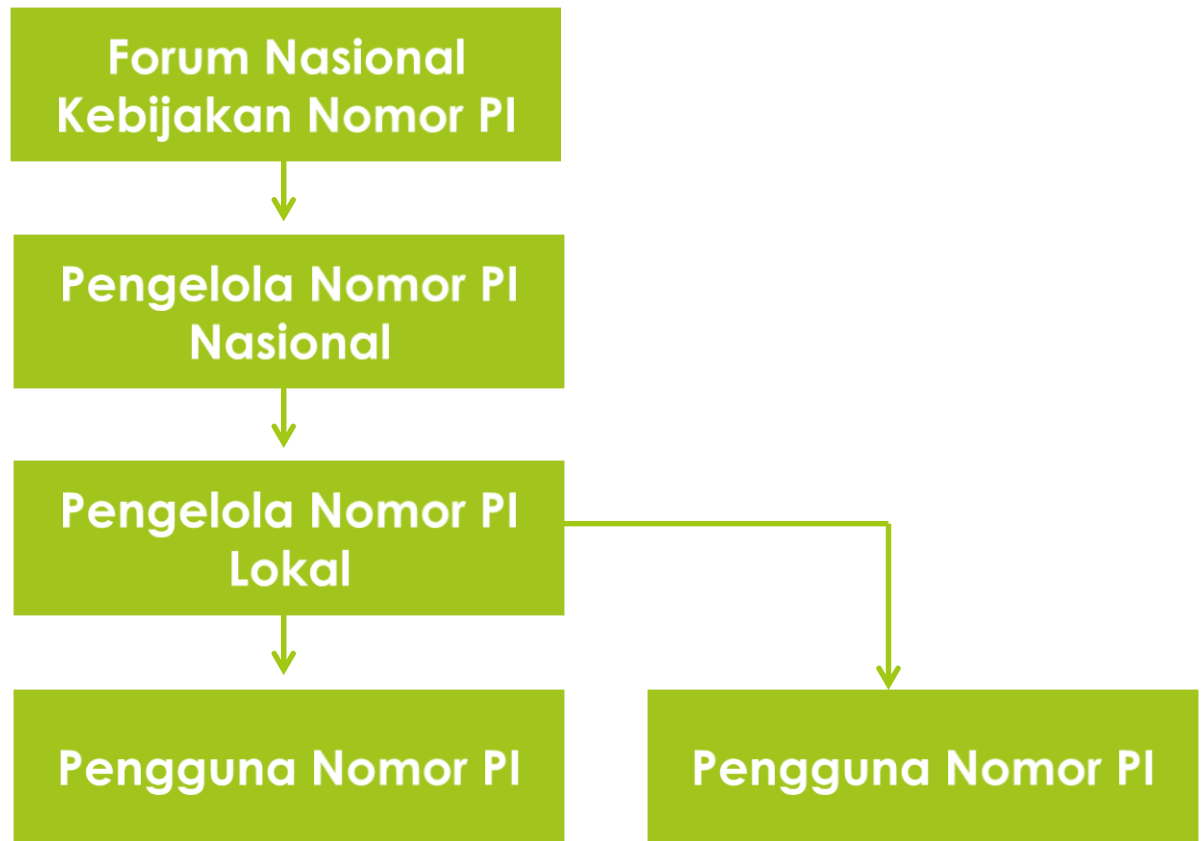 Forum Nasional
Kebijakan Nomor PI
Pengelola Nomor PI
Nasional
Pengelola Nomor PI
Lokal
Pengguna Nomor PI
Pengguna Nomor PI